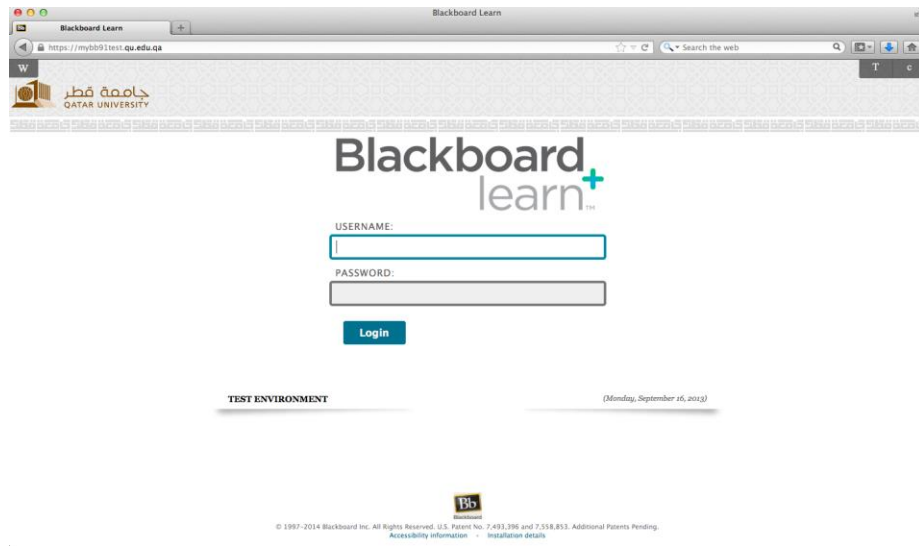 Blackboard Learn
Blackboard Learn
https://mybb91test.qu.edu.qa
Search the web
W
T
c
جامعة قطر
QATAR UNIVERSITY
Blackboard
learn
TM
USERNAME:
PASSWORD:
Login
TEST ENVIRONMENT
(Monday, September 16, 2013)
Bb
Blackboard
© 1997-2014 Blackboard Inc. All Rights Reserved. U.S. Patent No. 7,493,396 and 7,558,853. Additional Patents Pending.
Accessibility information - Installation details